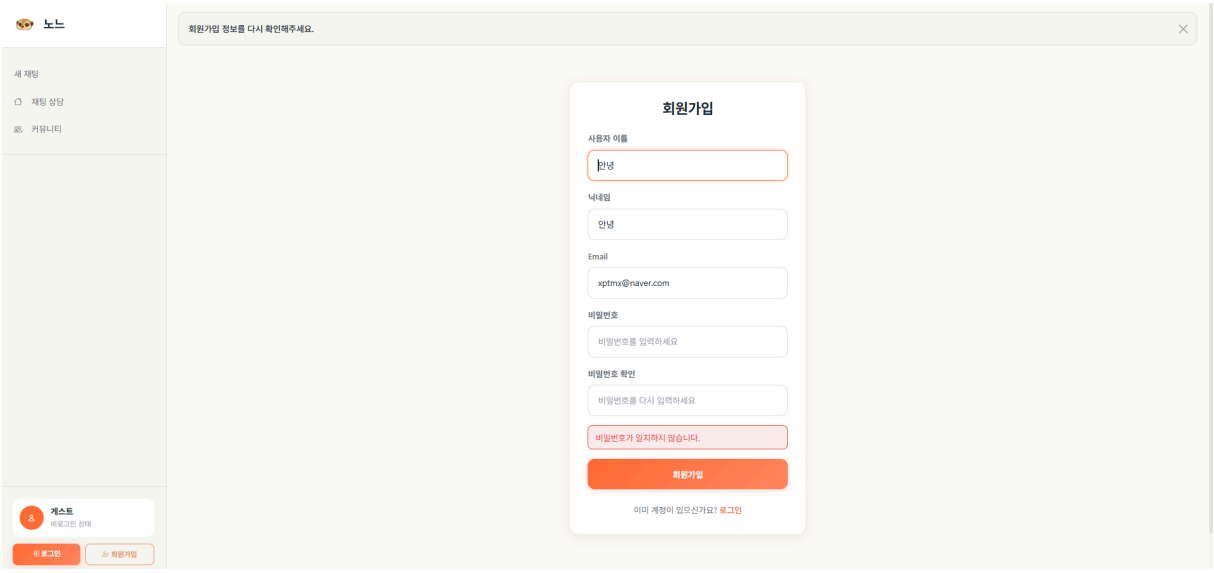 노느
회원가입 정보를 다시 확인해주세요.
새 채팅
채팅 상담
커뮤니티
회원가입
사용자 이름
안녕
닉네임
안녕
Email
xptmx@naver.com
비밀번호
비밀번호를 입력하세요
비밀번호 확인
비밀번호를 다시 입력하세요
비밀번호가 일치하지 않습니다.
회원가입
이미 계정이 있으신가요? 로그인
게스트
비로그인 상태
로그인
회원가입